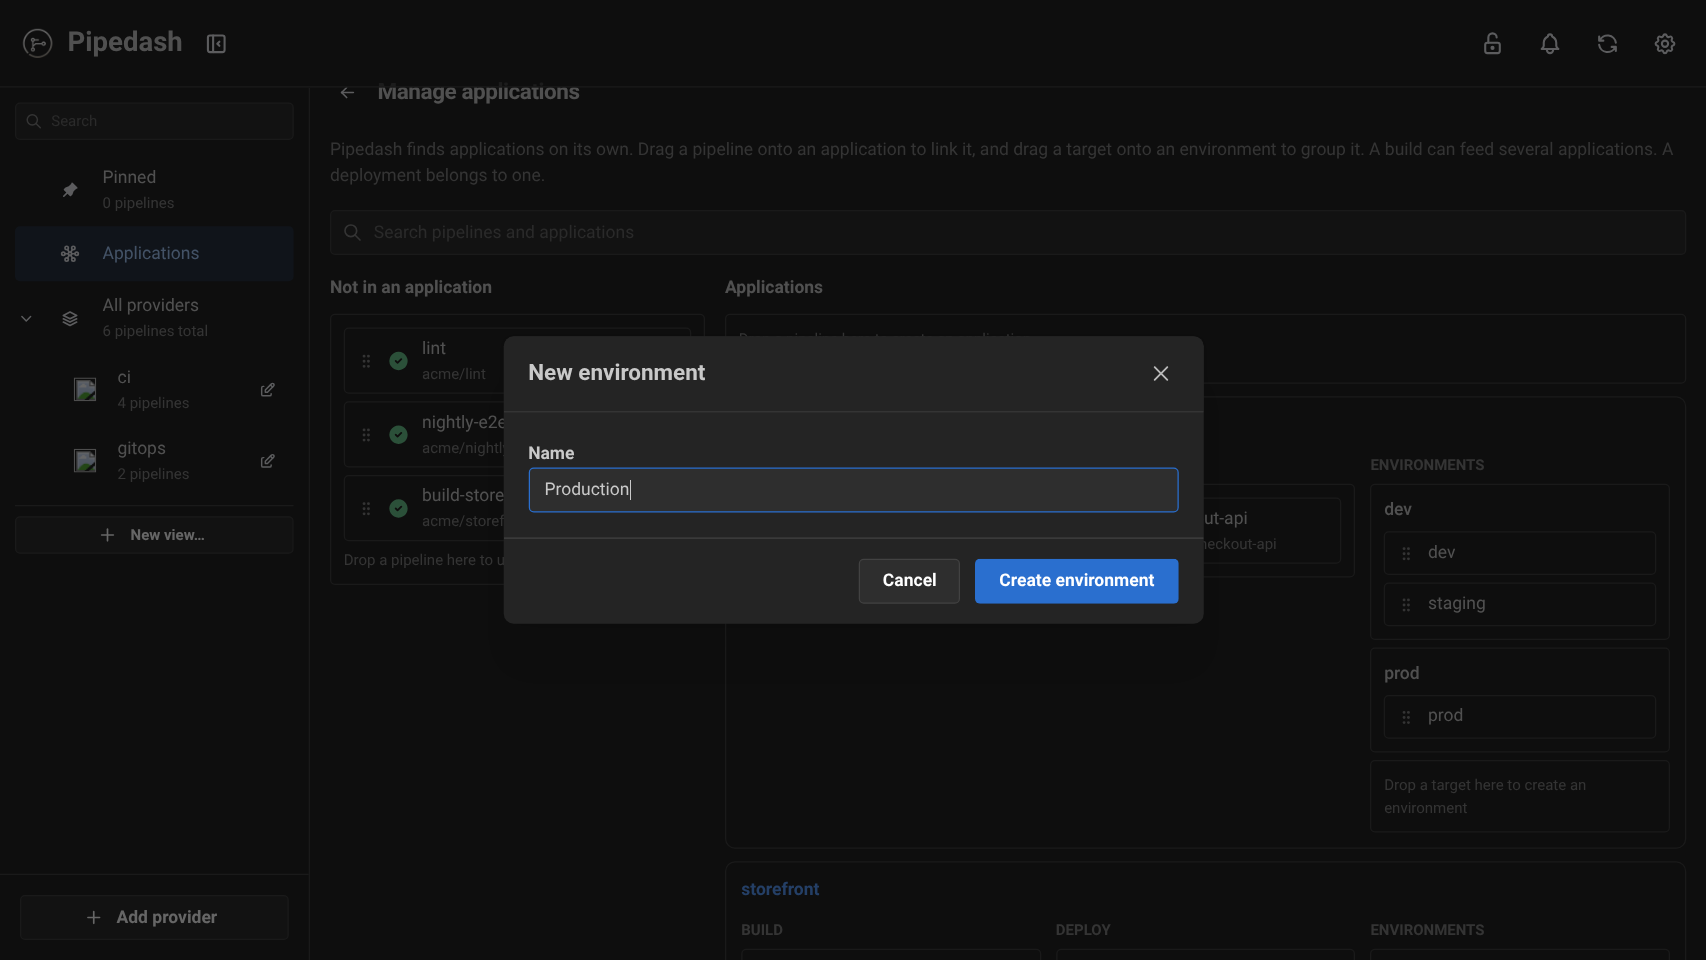 Pipedash
Search
Pinned
0 pipelines
Applications
All providers
6 pipelines total
ci
4 pipelines
gitops
2 pipelines
New view...
Add provider
Manage applications
Pipedash finds applications on its own. Drag a pipeline onto an application to link it, and drag a target onto an environment to group it. A build can feed several applications. A
deployment belongs to one.
Search pipelines and applications
Not in an application
lint
acme/lint
nightly-e2e
acme/nightl
build-store
acme/storef
Drop a pipeline here to u
Applications
New environment
Name
Production
Cancel
Create environment
ut-api
heckout-api
ENVIRONMENTS
dev
dev
staging
prod
prod
Drop a target here to create an
environment
storefront
BUILD
DEPLOY
ENVIRONMENTS